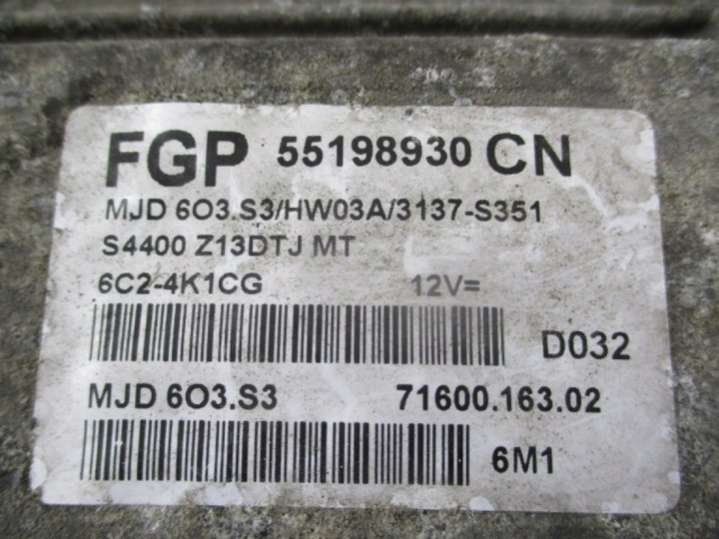 FGP 55198930 CN
MJD 6O3.S3/HW03A/3137-S351
S4400 Z13DTJ MT
6C2-4K1CG 12V=
D032
MJD 6O3.S3 71600.163.02
6M1